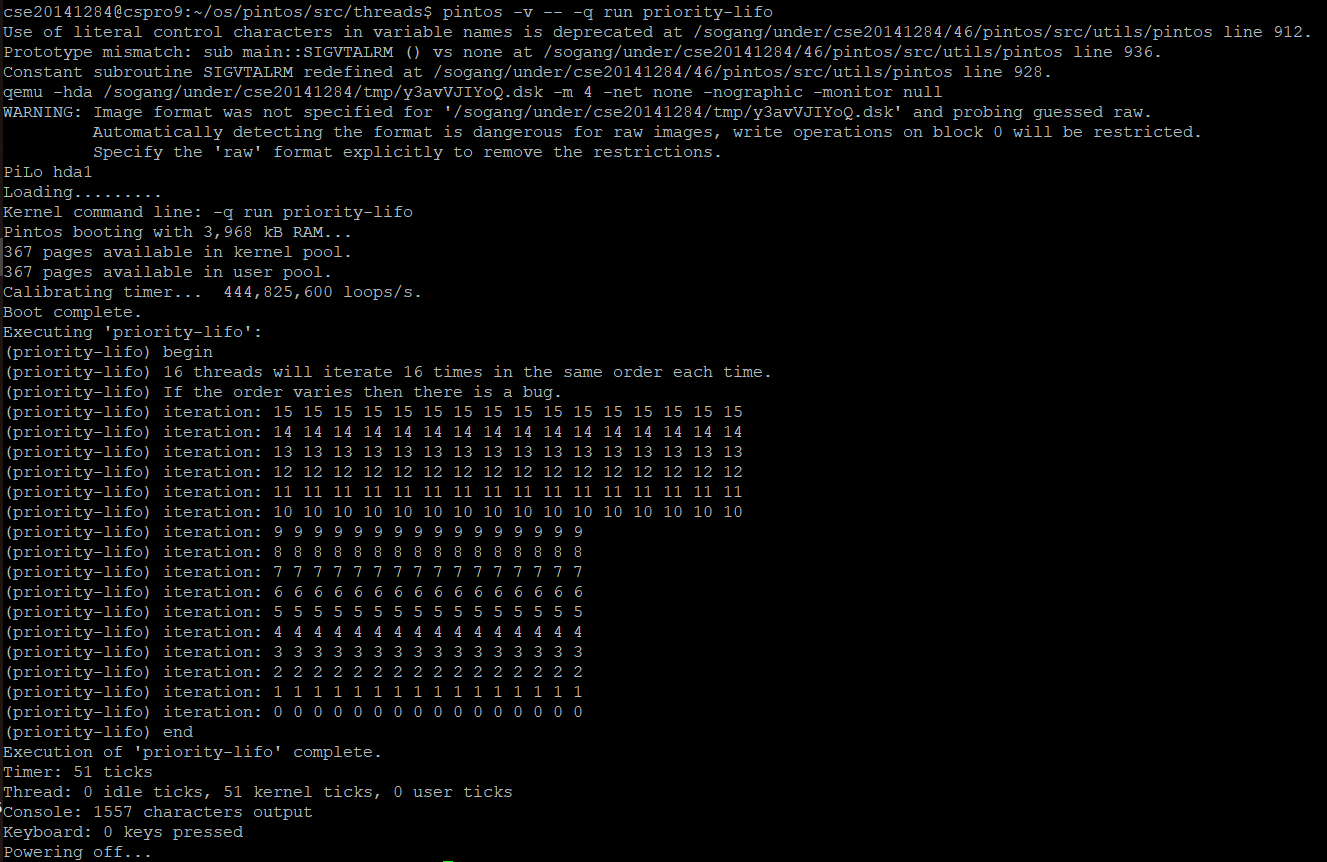 cse20141284@cspro9:~/os/pintos/src/threads$ pintos -v -- -q run priority-lifo
Use of literal control characters in variable names is deprecated at /sogang/under/cse20141284/46/pintos/src/utils/pintos line 912.
Prototype mismatch: sub main::SIGVTALRM () vs none at /sogang/under/cse20141284/46/pintos/src/utils/pintos line 936.
Constant subroutine SIGVTALRM redefined at /sogang/under/cse20141284/46/pintos/src/utils/pintos line 928.
qemu -hda /sogang/under/cse20141284/tmp/y3avVJIYoQ.dsk -m 4 -net none -nographic -monitor null
WARNING: Image format was not specified for '/sogang/under/cse20141284/tmp/y3avVJIYoQ.dsk' and probing guessed raw.
         Automatically detecting the format is dangerous for raw images, write operations on block 0 will be restricted.
         Specify the 'raw' format explicitly to remove the restrictions.
PiLo hda1
Loading.........
Kernel command line: -q run priority-lifo
Pintos booting with 3,968 kB RAM...
367 pages available in kernel pool.
367 pages available in user pool.
Calibrating timer...  444,825,600 loops/s.
Boot complete.
Executing 'priority-lifo':
(priority-lifo) begin
(priority-lifo) 16 threads will iterate 16 times in the same order each time.
(priority-lifo) If the order varies then there is a bug.
(priority-lifo) iteration: 15 15 15 15 15 15 15 15 15 15 15 15 15 15 15 15
(priority-lifo) iteration: 14 14 14 14 14 14 14 14 14 14 14 14 14 14 14 14
(priority-lifo) iteration: 13 13 13 13 13 13 13 13 13 13 13 13 13 13 13 13
(priority-lifo) iteration: 12 12 12 12 12 12 12 12 12 12 12 12 12 12 12 12
(priority-lifo) iteration: 11 11 11 11 11 11 11 11 11 11 11 11 11 11 11 11
(priority-lifo) iteration: 10 10 10 10 10 10 10 10 10 10 10 10 10 10 10 10
(priority-lifo) iteration: 9 9 9 9 9 9 9 9 9 9 9 9 9 9 9 9
(priority-lifo) iteration: 8 8 8 8 8 8 8 8 8 8 8 8 8 8 8 8
(priority-lifo) iteration: 7 7 7 7 7 7 7 7 7 7 7 7 7 7 7 7
(priority-lifo) iteration: 6 6 6 6 6 6 6 6 6 6 6 6 6 6 6 6
(priority-lifo) iteration: 5 5 5 5 5 5 5 5 5 5 5 5 5 5 5 5
(priority-lifo) iteration: 4 4 4 4 4 4 4 4 4 4 4 4 4 4 4 4
(priority-lifo) iteration: 3 3 3 3 3 3 3 3 3 3 3 3 3 3 3 3
(priority-lifo) iteration: 2 2 2 2 2 2 2 2 2 2 2 2 2 2 2 2
(priority-lifo) iteration: 1 1 1 1 1 1 1 1 1 1 1 1 1 1 1 1
(priority-lifo) iteration: 0 0 0 0 0 0 0 0 0 0 0 0 0 0 0 0
(priority-lifo) end
Execution of 'priority-lifo' complete.
Timer: 51 ticks
Thread: 0 idle ticks, 51 kernel ticks, 0 user ticks
Console: 1557 characters output
Keyboard: 0 keys pressed
Powering off...